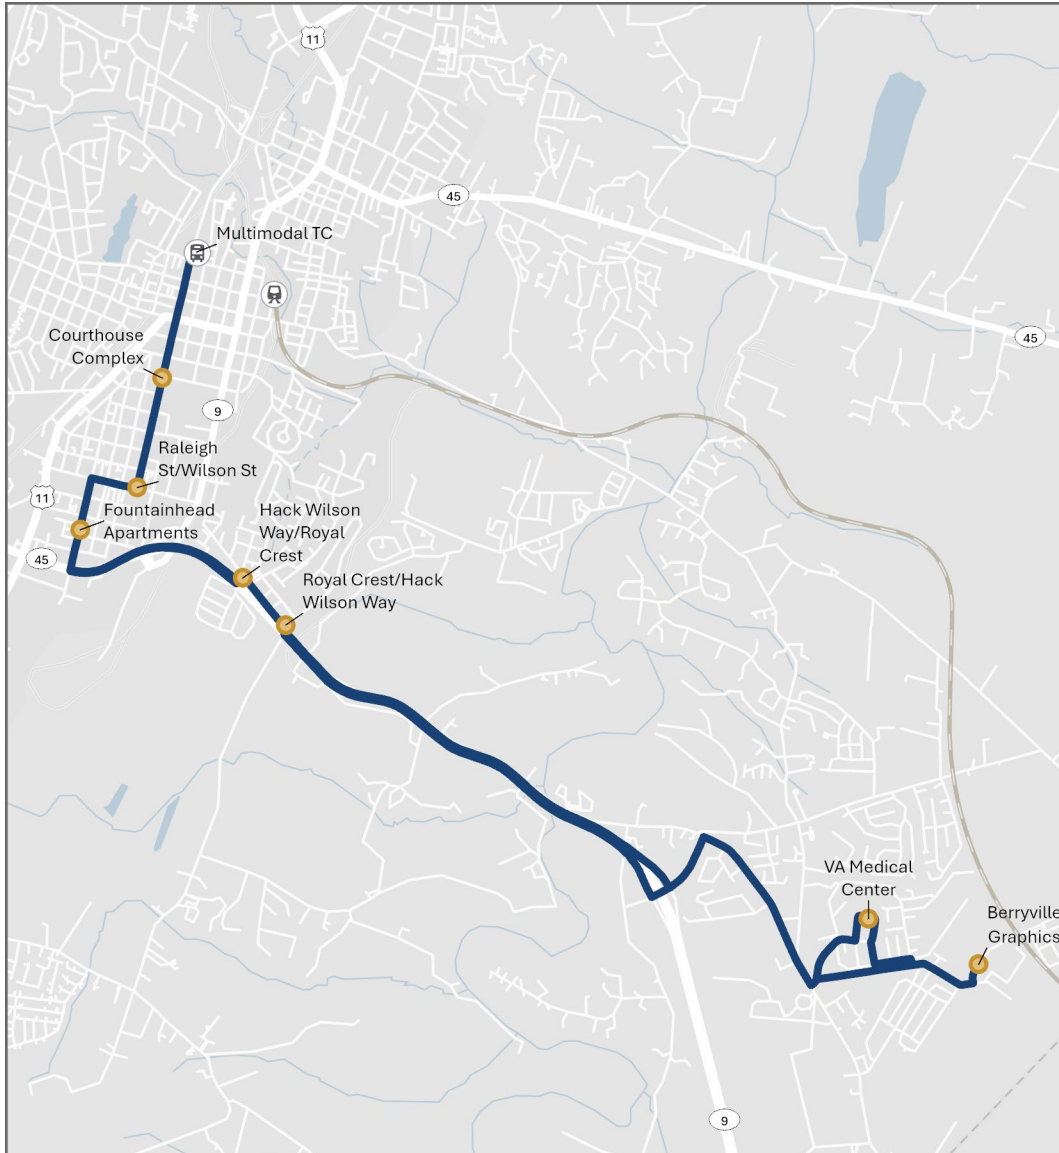 11
45
Multimodal TC
45
Courthouse
Complex
9
Raleigh
St/Wilson St
11
Fountainhead
Apartments
Hack Wilson
Way/Royal
Crest
45
Royal Crest/Hack
Wilson Way
VA Medical
Center
Berryville
Graphics
9